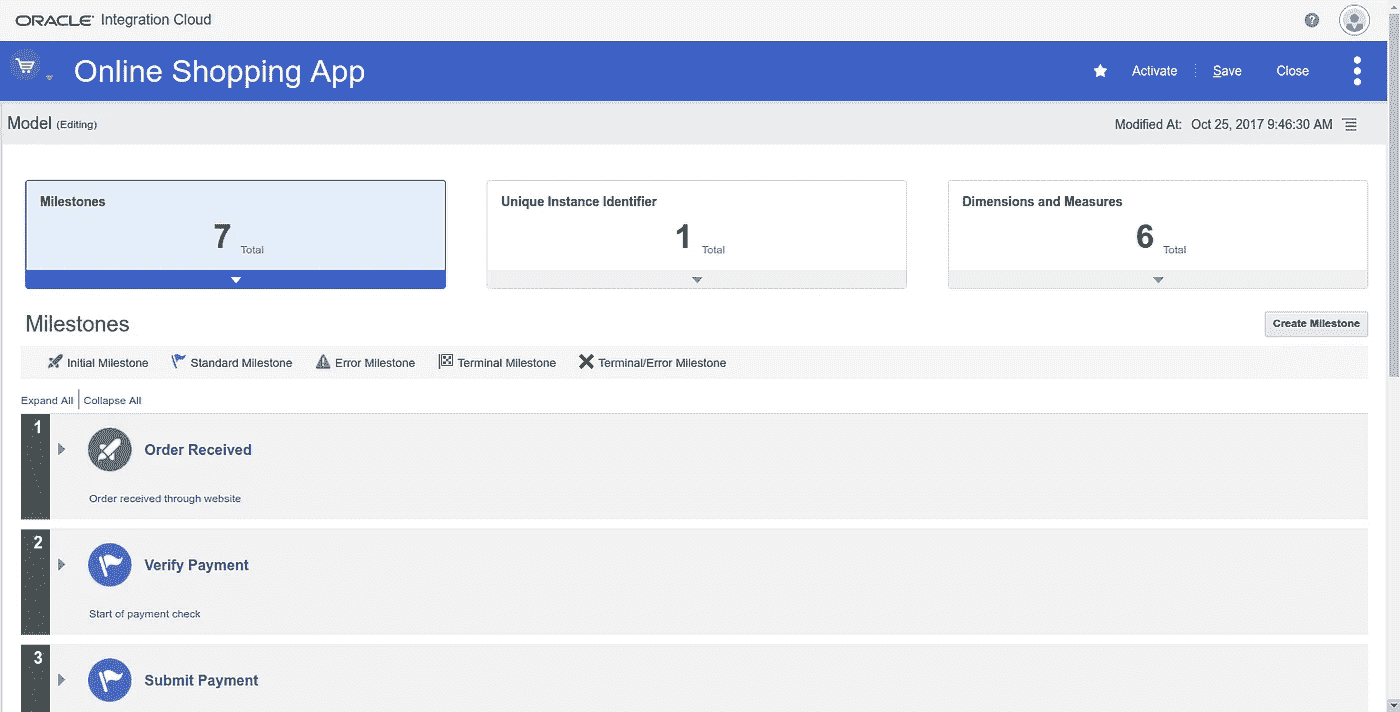 ORACLE Integration Cloud
?
Online Shopping App
Activate Save Close
Model (Editing)
Modified At: Oct 25, 2017 9:46:30 AM
Milestones
7 Total
Unique Instance Identifier
1 Total
Dimensions and Measures
6 Total
Milestones
Create Milestone
Initial Milestone Standard Milestone Error Milestone Terminal Milestone Terminal/Error Milestone
Expand All Collapse All
1
Order Received
Order received through website
2
Verify Payment
Start of payment check
3
Submit Payment